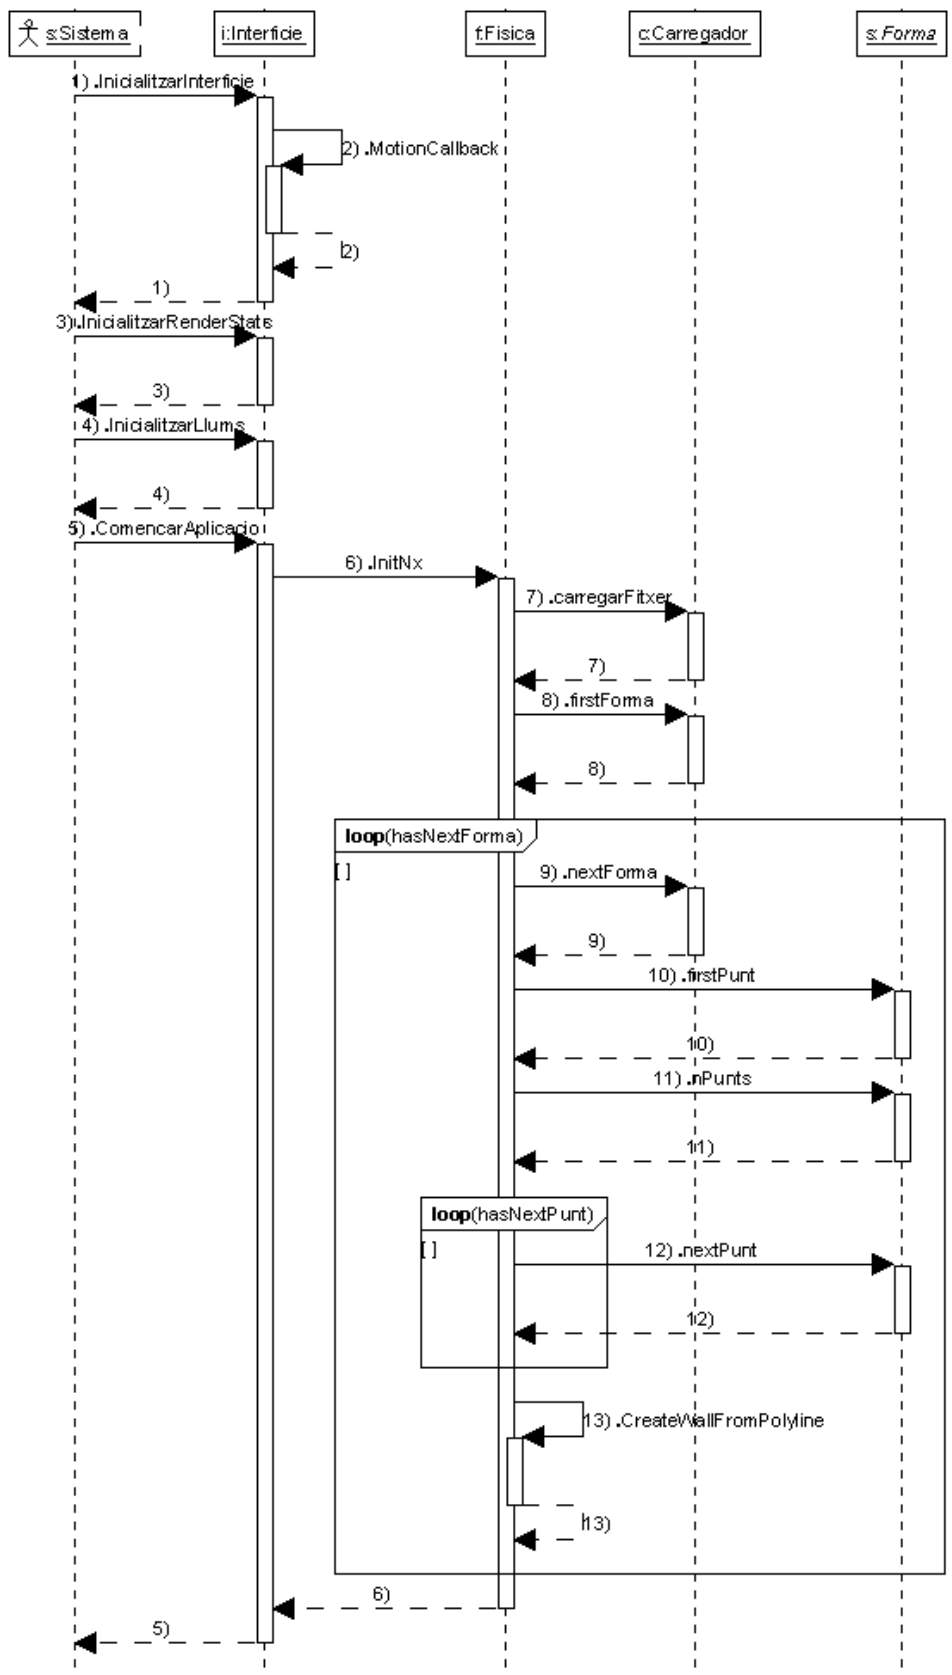 s:Sistema
i:Interficie
f:Fisica
c:Carregador
s:Forma
1) .InicialitzarInterficie
2) .MotionCallback
2)
1)
3) .InicialitzarRenderState
3)
4) .InicialitzarLlums
4)
5) .ComencarAplicacio
6) .InitNx
7) .carregarFitxer
7)
8) .firstForma
8)
loop(hasNextForma)
[ ]
9) .nextForma
9)
10) .firstPunt
10)
11) .nPunts
11)
loop(hasNextPunt)
[ ]
12) .nextPunt
12)
13) .CreateWallFromPolyline
13)
6)
5)